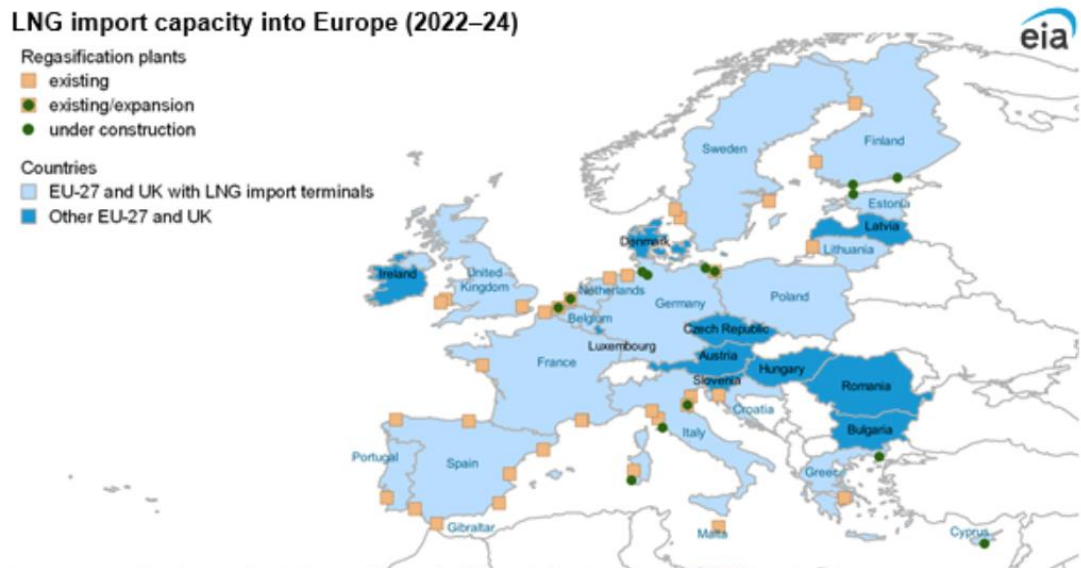 LNG import capacity into Europe (2022–24)
eia
Regasification plants
existing
existing/expansion
under construction
Countries
EU-27 and UK with LNG import terminals
Other EU-27 and UK
Finland
Sweden
Estonia
Latvia
Denmark
Lithuania
Ireland
United
Kingdom
Netherlands
Germany
Poland
Belgium
Czech Republic
Luxembourg
Austria
France
Hungary
Slovenia
Romania
Croatia
Bulgaria
Italy
Portugal
Spain
Greece
Gibraltar
Malta
Cyprus